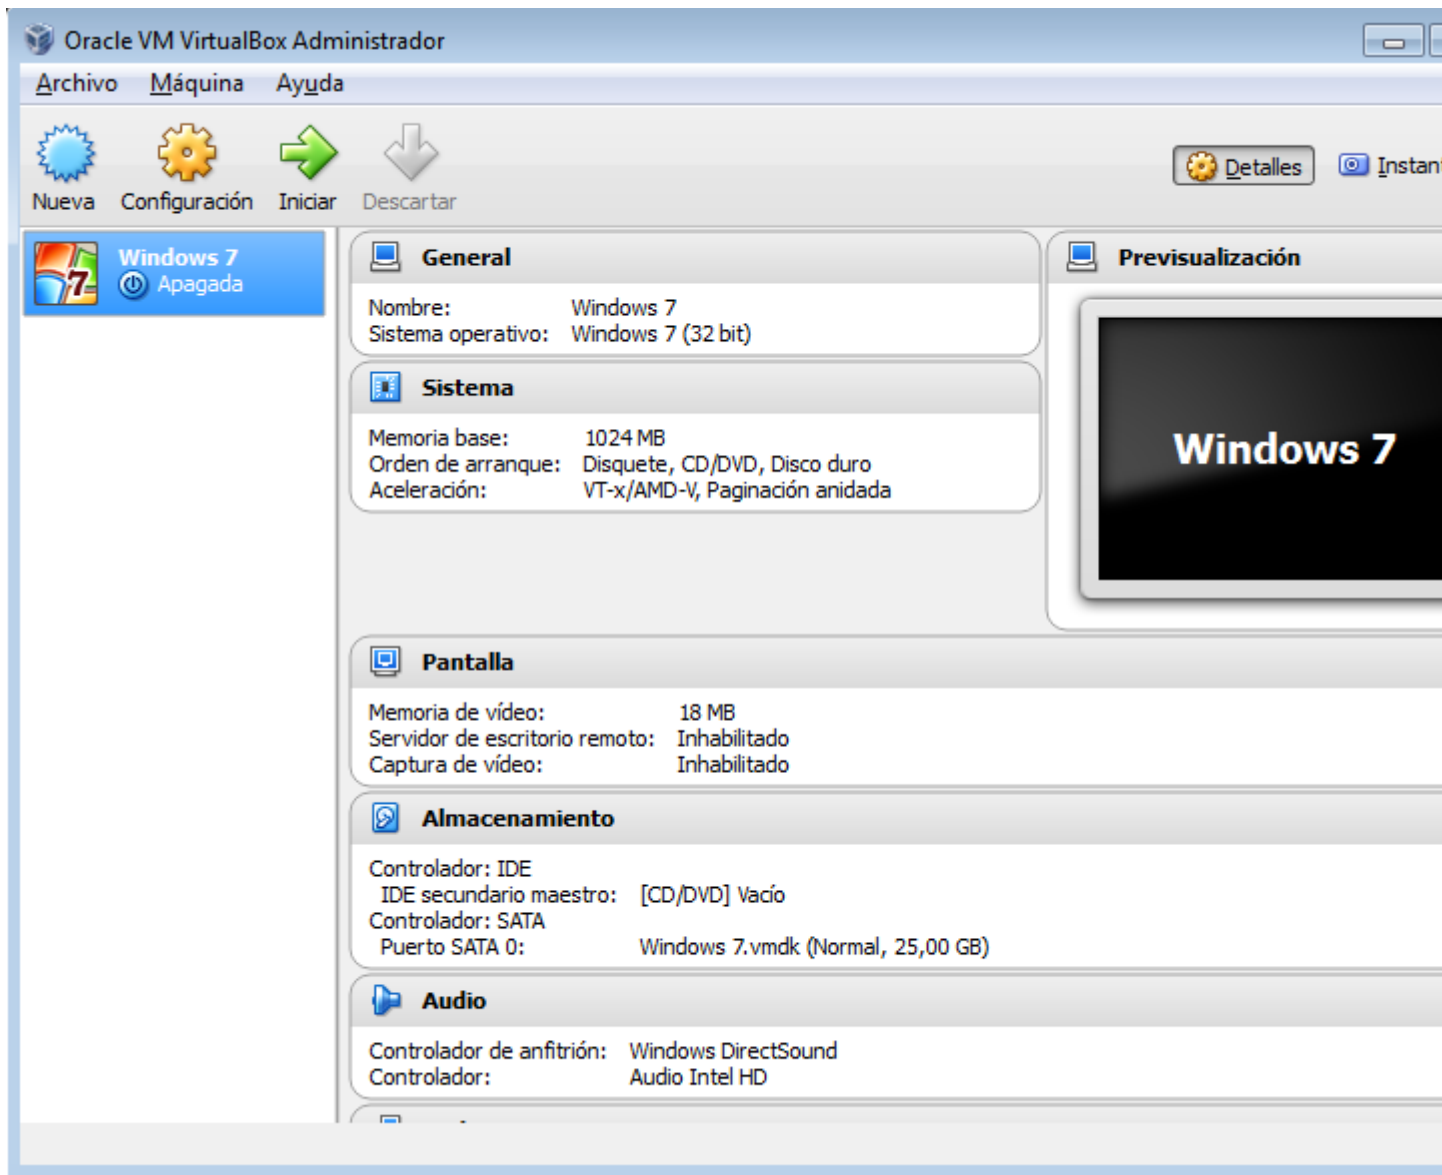 Oracle VM VirtualBox Administrador
Archivo Máquina Ayuda
Nueva Configuración Iniciar Descartar
Detalles
Windows 7
Apagada
General
Nombre: Windows 7
Sistema operativo: Windows 7 (32 bit)
Sistema
Memoria base: 1024 MB
Orden de arranque: Disquete, CD/DVD, Disco duro
Aceleración: VT-x/AMD-V, Paginación anidada
Previsualización
Windows 7
Pantalla
Memoria de vídeo: 18 MB
Servidor de escritorio remoto: Inhabilitado
Captura de vídeo: Inhabilitado
Almacenamiento
Controlador: IDE
IDE secundario maestro: [CD/DVD] Vacío
Controlador: SATA
Puerto SATA 0: Windows 7.vmdk (Normal, 25,00 GB)
Audio
Controlador de anfitrión: Windows DirectSound
Controlador: Audio Intel HD